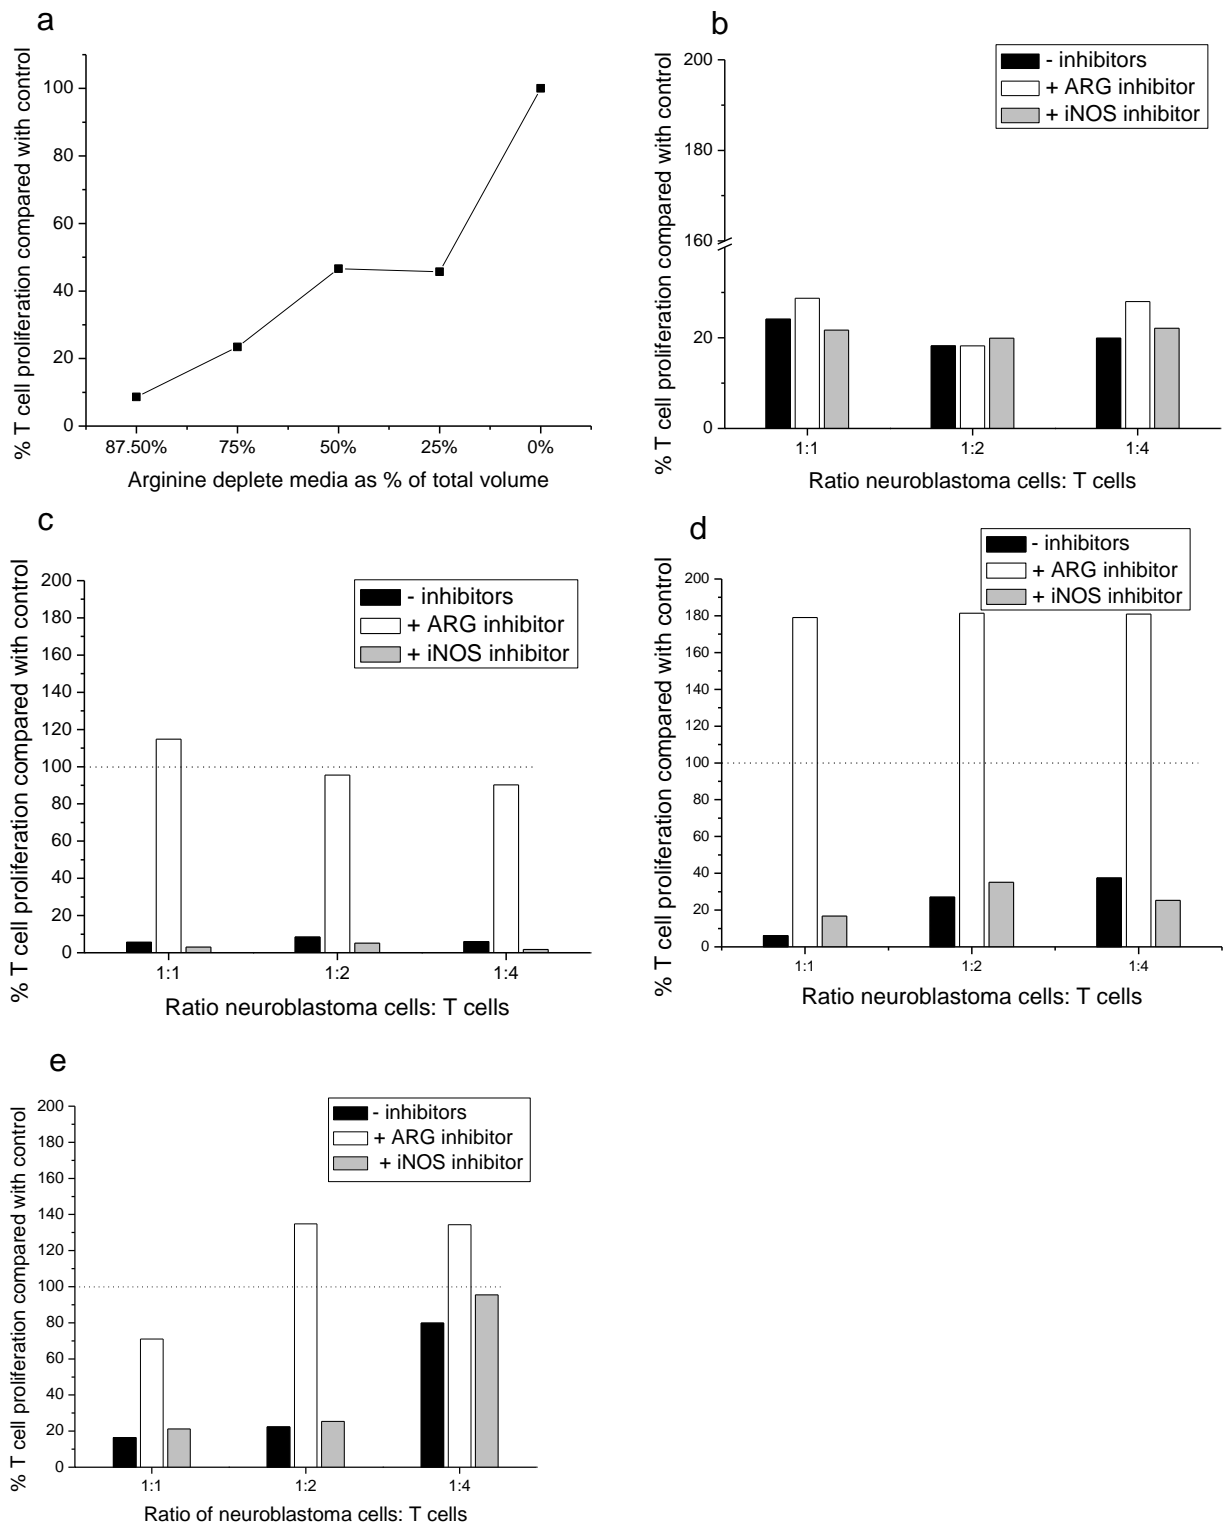 a
% T cell proliferation compared with control
100
80
60
40
20
0
87.50% 75% 50% 25% 0%
Arginine deplete media as % of total volume
b
- inhibitors
+ ARG inhibitor
+ iNOS inhibitor
% T cell proliferation compared with control
200
180
160
20
0
1:1 1:2 1:4
Ratio neuroblastoma cells: T cells
c
- inhibitors
+ ARG inhibitor
+ iNOS inhibitor
% T cell proliferation compared with control
200
180
160
140
120
100
80
60
40
20
0
1:1 1:2 1:4
Ratio neuroblastoma cells: T cells
d
- inhibitors
+ ARG inhibitor
+ iNOS inhibitor
% T cell proliferation compared with control
200
180
160
140
120
100
80
60
40
20
0
1:1 1:2 1:4
Ratio neuroblastoma cells: T cells
e
- inhibitors
+ ARG inhibitor
+ iNOS inhibitor
% T cell proliferation compared with control
200
180
160
140
120
100
80
60
40
20
0
1:1 1:2 1:4
Ratio of neuroblastoma cells: T cells